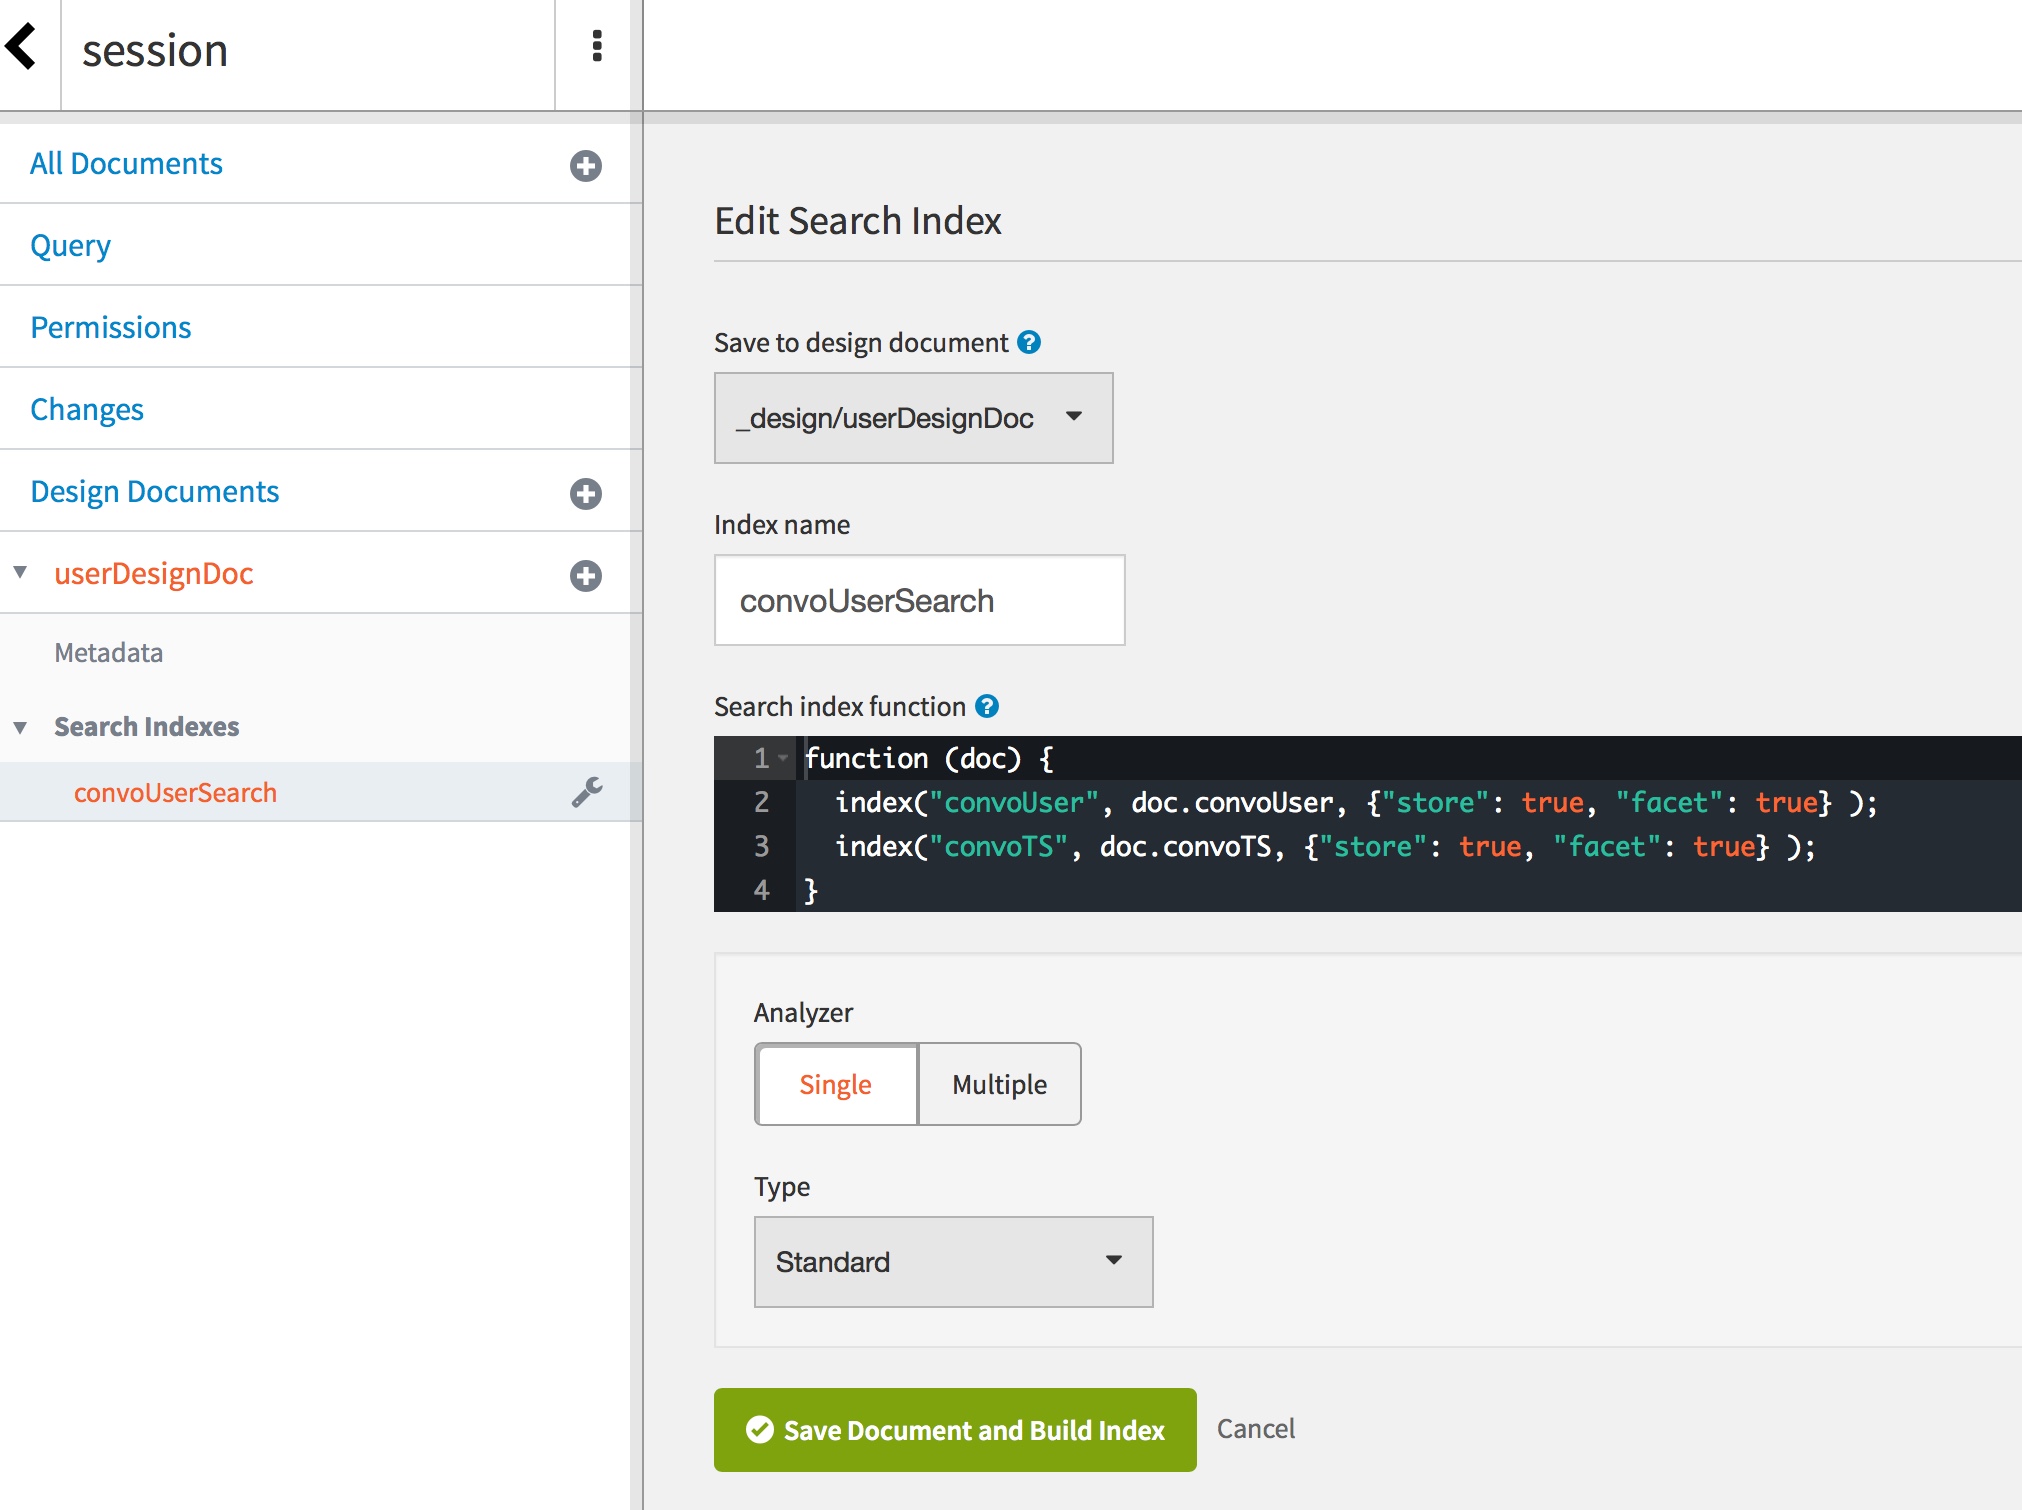 session
All Documents
Query
Permissions
Changes
Design Documents
userDesignDoc
Metadata
Search Indexes
convoUserSearch
Edit Search Index
Save to design document
_design/userDesignDoc
Index name
convoUserSearch
Search index function
1 function (doc) {
2 index("convoUser", doc.convoUser, {"store": true, "facet": true} );
3 index("convoTS", doc.convoTS, {"store": true, "facet": true} );
4 }
Analyzer
Single Multiple
Type
Standard
Save Document and Build Index Cancel